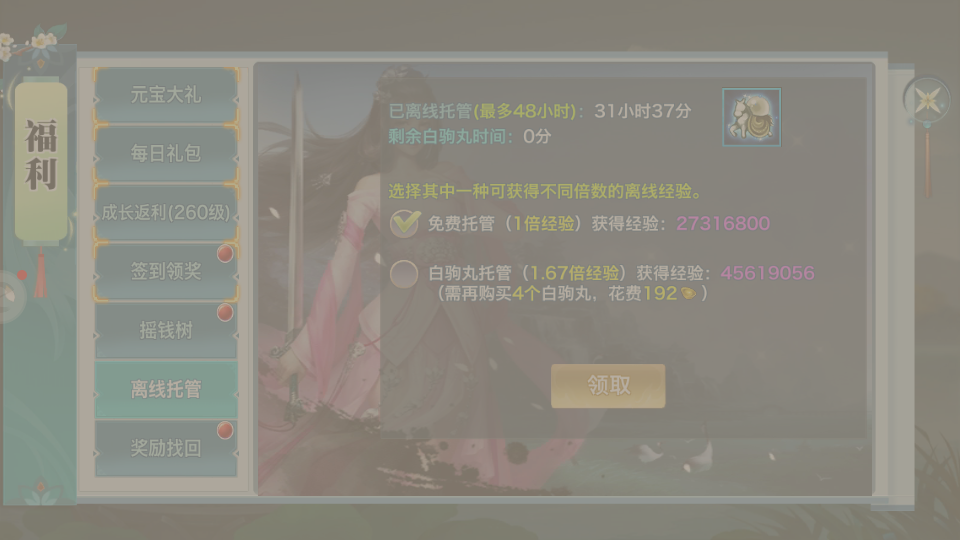 福利
元宝大礼
每日礼包
成长返利(260级)
签到领奖
摇钱树
离线托管
奖励找回
已离线托管(最多48小时)：31小时37分
剩余白驹丸时间：0分
选择其中一种可获得不同倍数的离线经验。
免费托管（1倍经验）获得经验：27316800
白驹丸托管（1.67倍经验）获得经验：45619056
（需再购买4个白驹丸，花费192）
领取